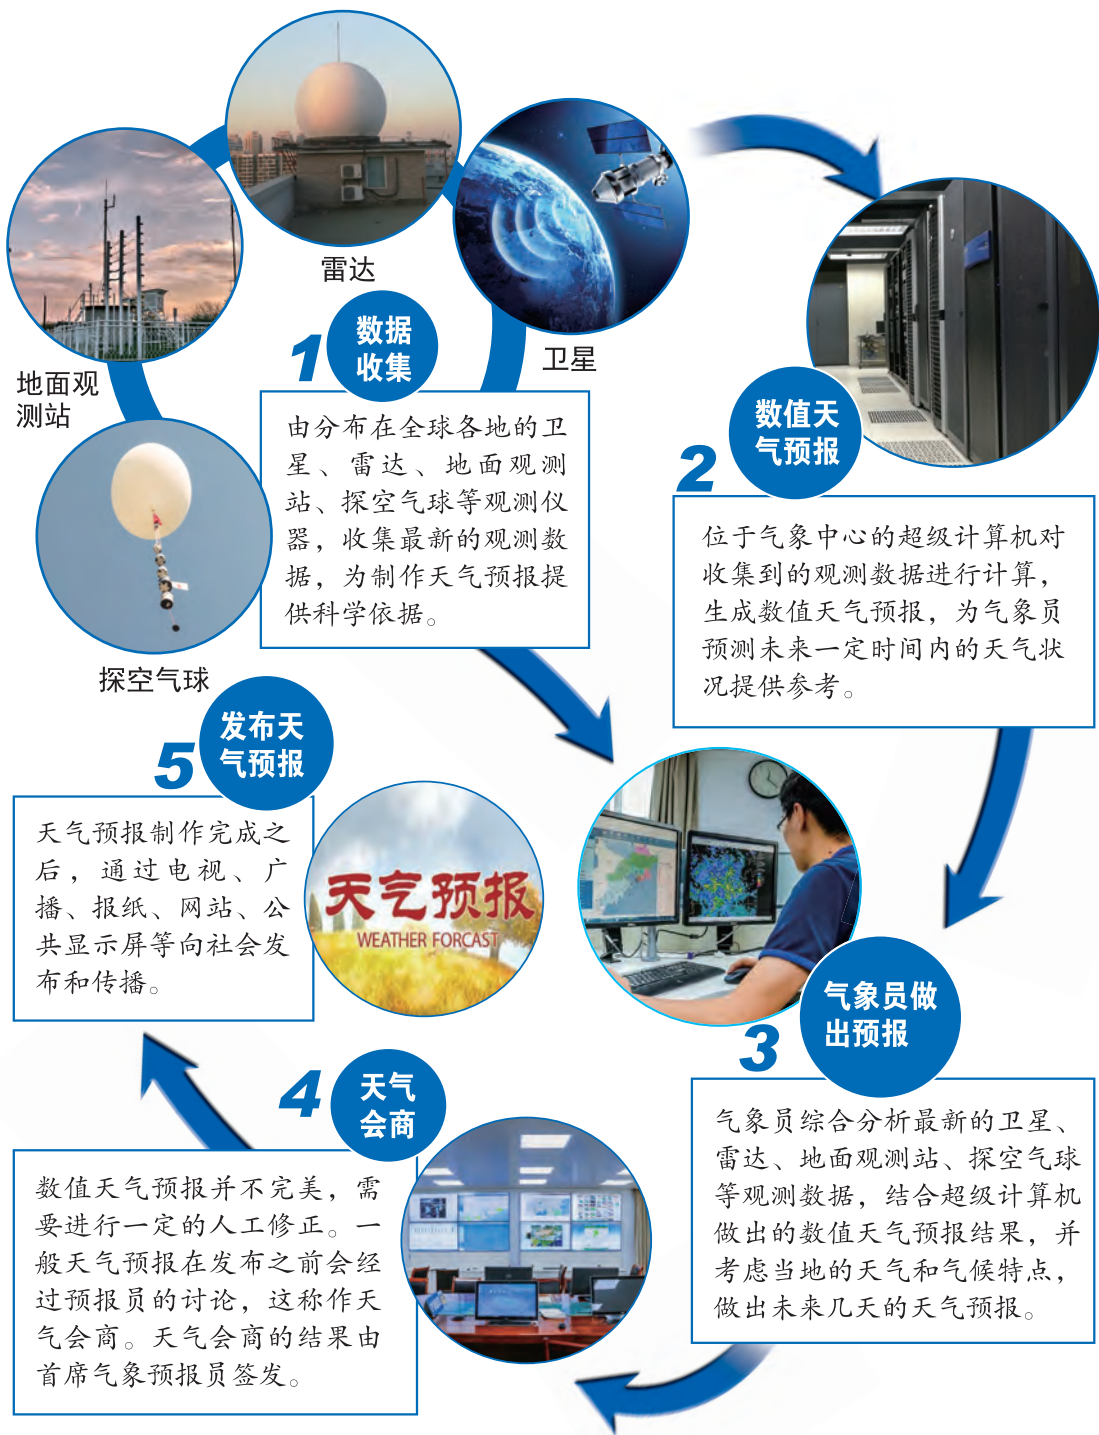 雷达
地面观
测站
卫星
探空气球
1
数据
收集
由分布在全球各地的卫
星、雷达、地面观测
站、探空气球等观测仪
器，收集最新的观测数
据，为制作天气预报提
供科学依据。
2
数值天
气预报
位于气象中心的超级计算机对
收集到的观测数据进行计算，
生成数值天气预报，为气象员
预测未来一定时间内的天气状
况提供参考。
3
气象员做
出预报
气象员综合分析最新的卫星、
雷达、地面观测站、探空气球
等观测数据，结合超级计算机
做出的数值天气预报结果，并
考虑当地的天气和气候特点，
做出未来几天的天气预报。
4
天气
会商
数值天气预报并不完美，需
要进行一定的人工修正。一
般天气预报在发布之前会经
过预报员的讨论，这称作天
气会商。天气会商的结果由
首席气象预报员签发。
5
发布天
气预报
天气预报制作完成之
后，通过电视、广
播、报纸、网站、公
共显示屏等向社会发
布和传播。
天气预报
WEATHER FORCAST